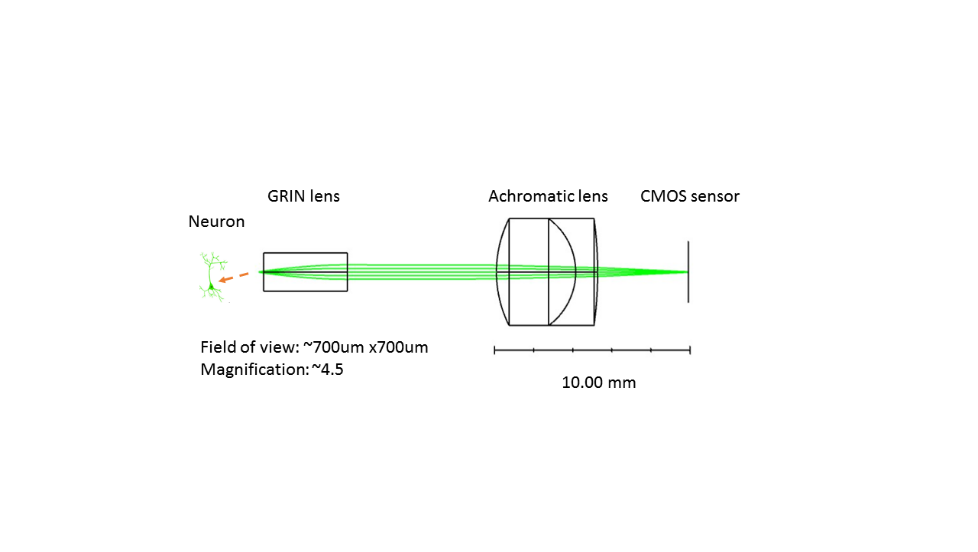 GRIN lens
Achromatic lens
CMOS sensor
Neuron
Field of view: ~700um x700um
Magnification: ~4.5
10.00 mm